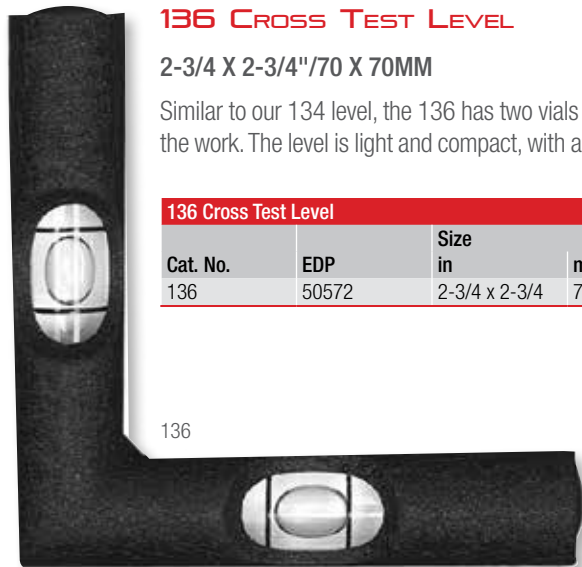 136 Cross Test Level
2-3/4 X 2-3/4"/70 X 70MM
Similar to our 134 level, the 136 has two vials
the work. The level is light and compact, with a
136 Cross Test Level
Size
Cat. No. EDP in
136 50572 2-3/4 x 2-3/4 7
136